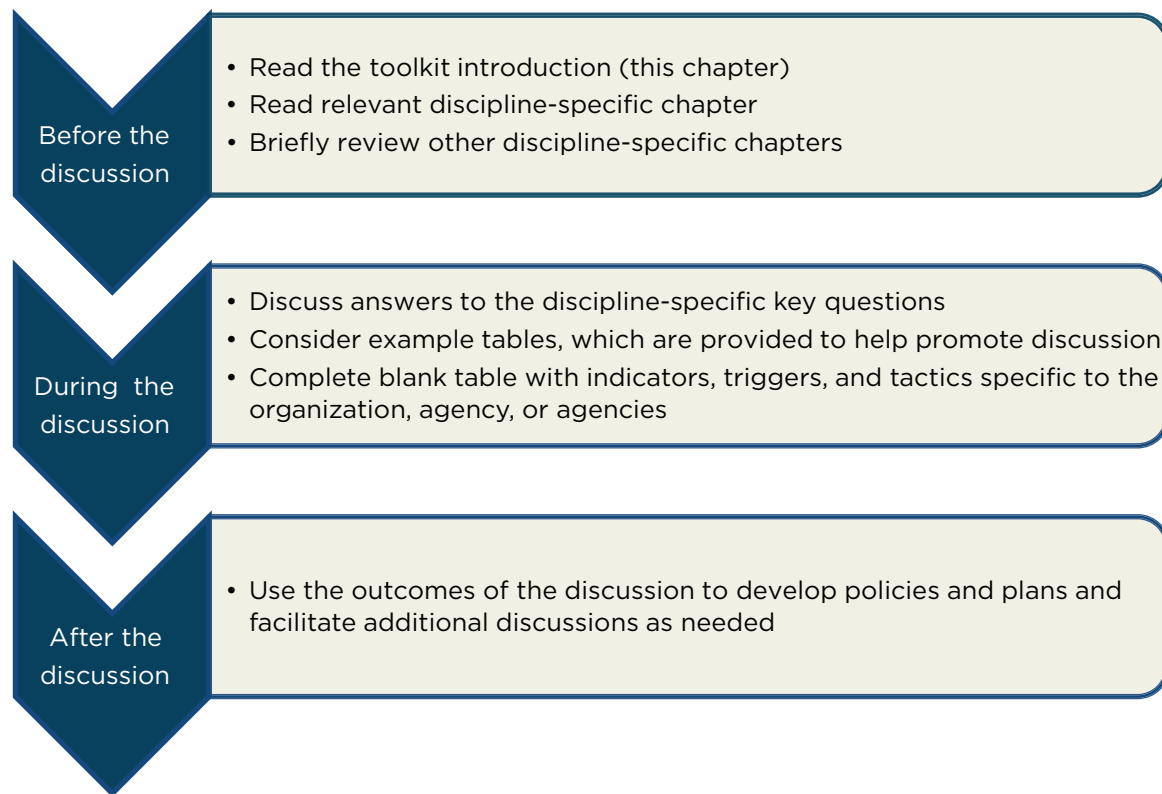 Before the
discussion
• Read the toolkit introduction (this chapter)
• Read relevant discipline-specific chapter
• Briefly review other discipline-specific chapters
During the
discussion
• Discuss answers to the discipline-specific key questions
• Consider example tables, which are provided to help promote discussion
• Complete blank table with indicators, triggers, and tactics specific to the
organization, agency, or agencies
After the
discussion
• Use the outcomes of the discussion to develop policies and plans and
facilitate additional discussions as needed